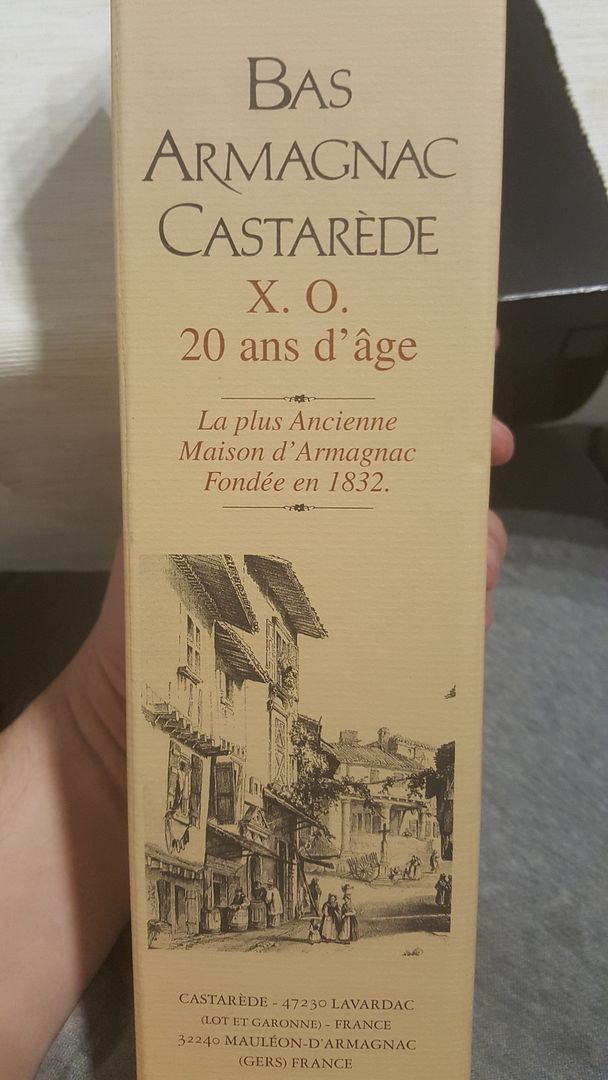 BAS
ARMAGNAC
CASTARÈDE
X. O.
20 ans d'âge
La plus Ancienne
Maison d'Armagnac
Fondée en 1832.
CASTARÈDE - 47230 LAVARDAC
(LOT ET GARONNE) - FRANCE
32240 MAULÉON-D'ARMAGNAC
(GERS) FRANCE